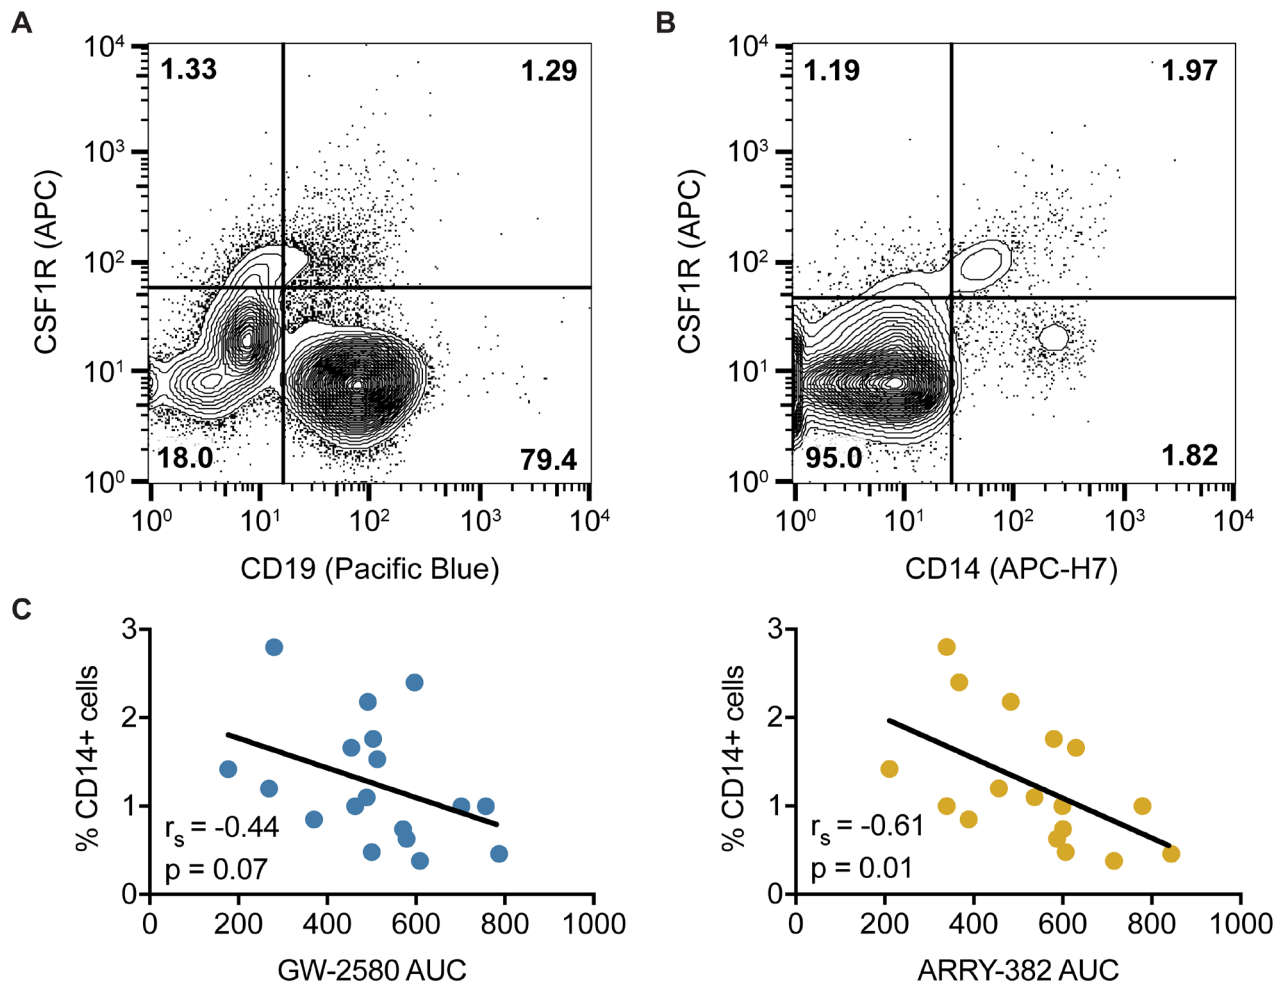 A
10⁴
10³
10²
10¹
10⁰
CSF1R (APC)
1.33
1.29
18.0
79.4
10⁰ 10¹ 10² 10³ 10⁴
CD19 (Pacific Blue)
B
10⁴
10³
10²
10¹
10⁰
CSF1R (APC)
1.19
1.97
95.0
1.82
10⁰ 10¹ 10² 10³ 10⁴
CD14 (APC-H7)
C
3
2
1
0
% CD14+ cells
rs = -0.44
p = 0.07
0 200 400 600 800 1000
GW-2580 AUC
3
2
1
0
% CD14+ cells
rs = -0.61
p = 0.01
0 200 400 600 800 1000
ARRY-382 AUC